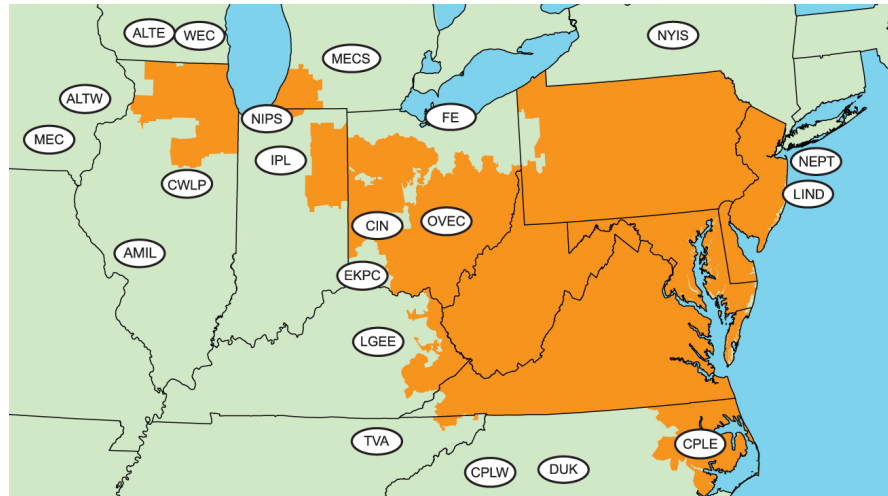 ALTE
WEC
NYIS
MECS
ALTW
NIPS
FE
MEC
IPL
NEPT
CWLP
LIND
CIN
OVEC
AMIL
EKPC
LGEE
TVA
CPLE
CPLW
DUK